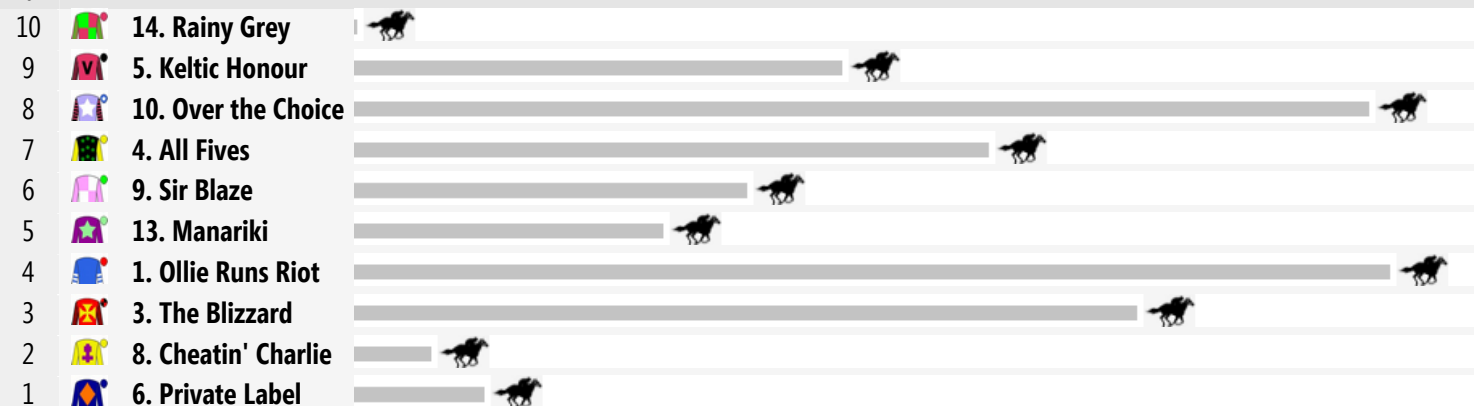 10 14. Rainy Grey
9 V 5. Keltic Honour
8 10. Over the Choice
7 4. All Fives
6 9. Sir Blaze
5 13. Manariki
4 1. Ollie Runs Riot
3 3. The Blizzard
2 8. Cheatin' Charlie
1 6. Private Label